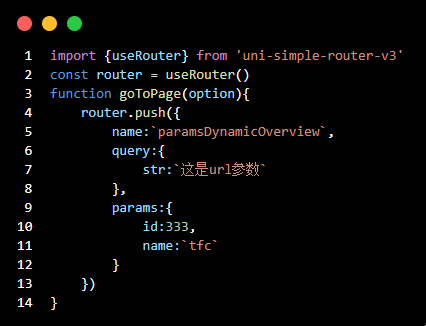 1 import {useRouter} from 'uni-simple-router-v3'
2 const router = useRouter()
3 function goToPage(option){
4     router.push({
5         name:`paramsDynamicOverview`,
6         query:{
7             str:`这是url参数`
8         },
9         params:{
10             id:333,
11             name:`tfc`
12         }
13     })
14 }